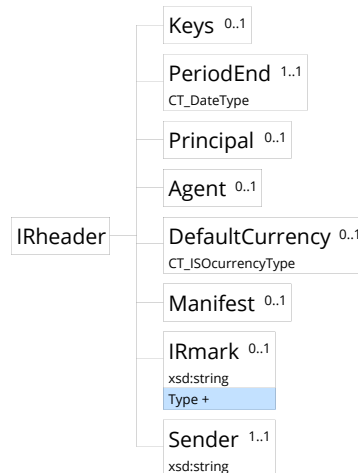 Keys 0..1
PeriodEnd 1..1
CT_DateType
Principal 0..1
Agent 0..1
IRheader
DefaultCurrency 0..1
CT_ISOcurrencyType
Manifest 0..1
IRmark 0..1
xsd:string
Type +
Sender 1..1
xsd:string